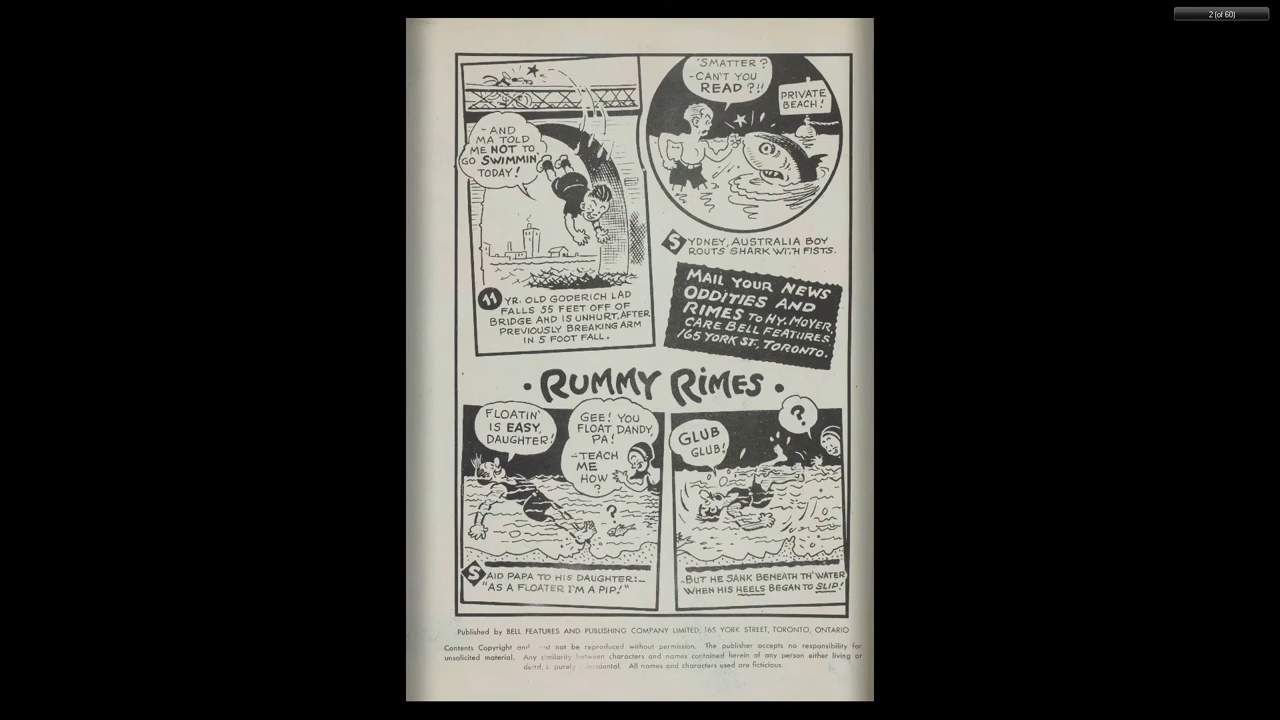 2 (of 60)
- AND
MA TOLD
ME NOT TO
GO SWIMMIN
TODAY!
11 YR. OLD GODERICH LAD
FALLS 55 FEET OFF OF
BRIDGE AND IS UNHURT, AFTER
PREVIOUSLY BREAKING ARM
IN 5 FOOT FALL.
'SMATTER?
-CAN'T YOU
READ?!!
PRIVATE
BEACH!
SYDNEY, AUSTRALIA BOY
ROUTS SHARK WITH FISTS.
MAIL YOUR NEWS
ODDITIES AND
RIMES TO HY. MOYER,
CARE BELL FEATURES
165 YORK ST., TORONTO.
• RUMMY RIMES •
FLOATIN'
IS EASY,
DAUGHTER!
GEE! YOU
FLOAT DANDY,
PA!
-TEACH
ME
HOW
?
?
SAID PAPA TO HIS DAUGHTER:-
"AS A FLOATER I'M A PIP!"
GLUB
GLUB!
?
-BUT HE SANK BENEATH TH' WATER
WHEN HIS HEELS BEGAN TO SLIP!
Published by BELL FEATURES AND PUBLISHING COMPANY LIMITED, 165 YORK STREET, TORONTO, ONTARIO
Contents Copyright and not be reproduced without permission. The publisher accepts no responsibility for
unsolicited material. Any similarity between characters and names contained herein of any person either living or
dead, is purely. All names and characters used are ficticious.